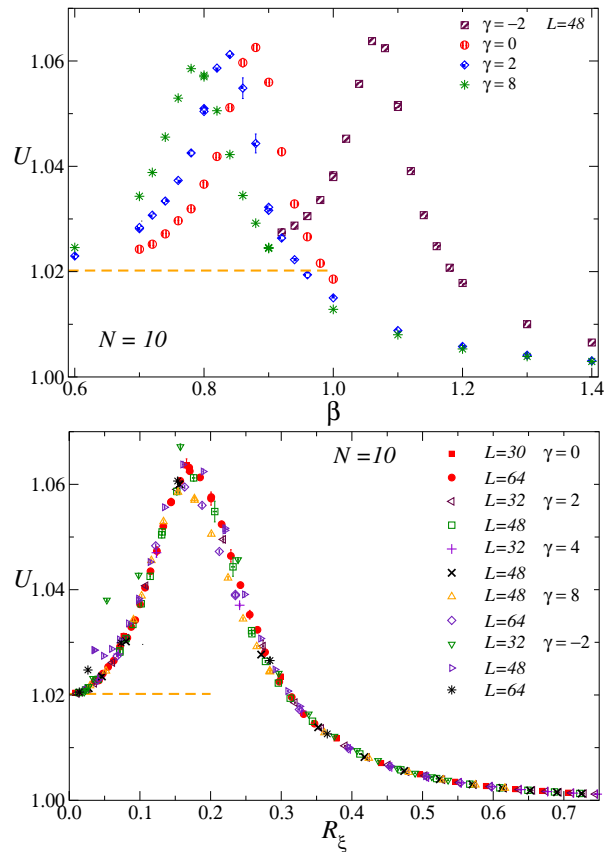 1.06
1.04
U
1.02
1.00
γ = −2 L=48
γ = 0
γ = 2
γ = 8
N = 10
0.6 0.8 1.0 1.2 1.4
β
1.06
1.04
U
1.02
1.00
N = 10
L=30 γ = 0
L=64
L=32 γ = 2
L=48
L=32 γ = 4
L=48
L=48 γ = 8
L=64
L=32 γ = −2
L=48
L=64
0.0 0.1 0.2 0.3 0.4 0.5 0.6 0.7
Rξ